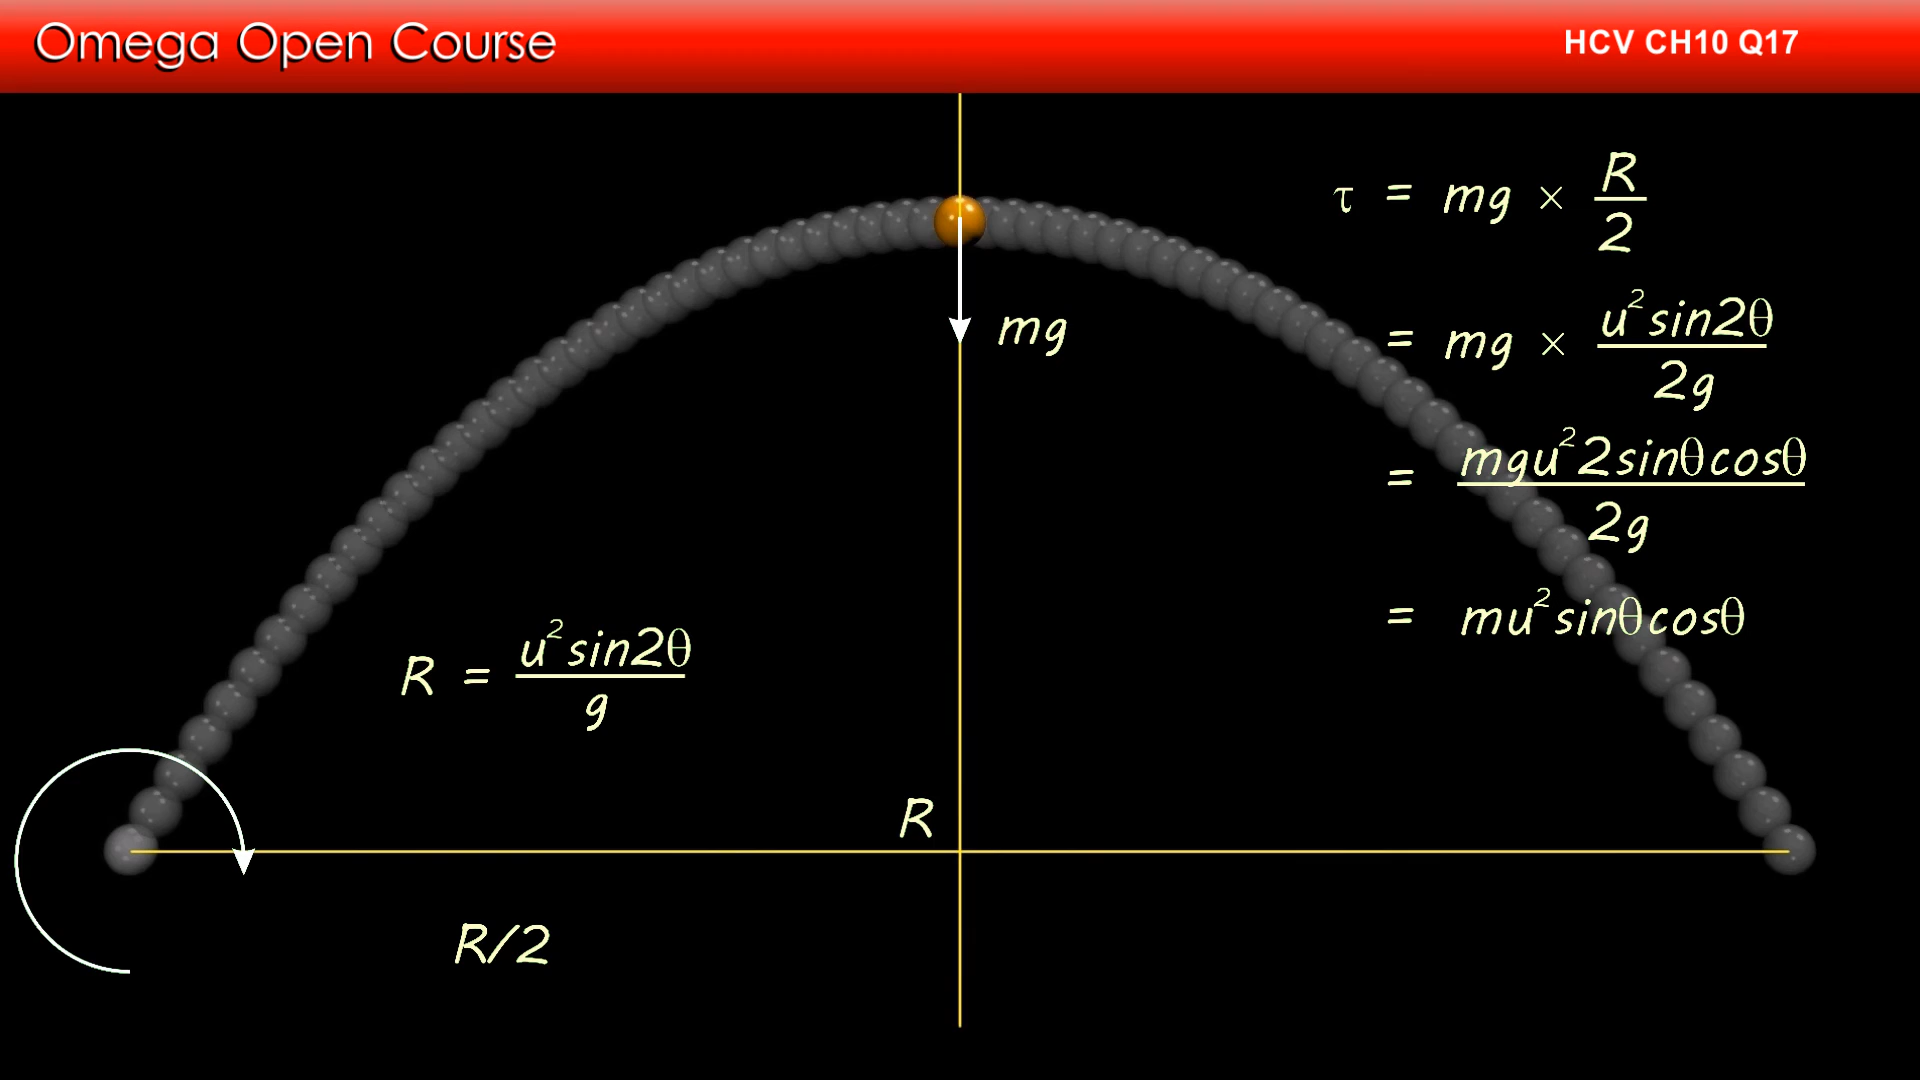 Omega Open Course
HCV CH10 Q17
τ = mg × R/2
= mg × u²sin2θ/2g
= mgu²2sinθcosθ/2g
= mu²sinθcosθ
mg
R = u²sin2θ/g
R
R/2